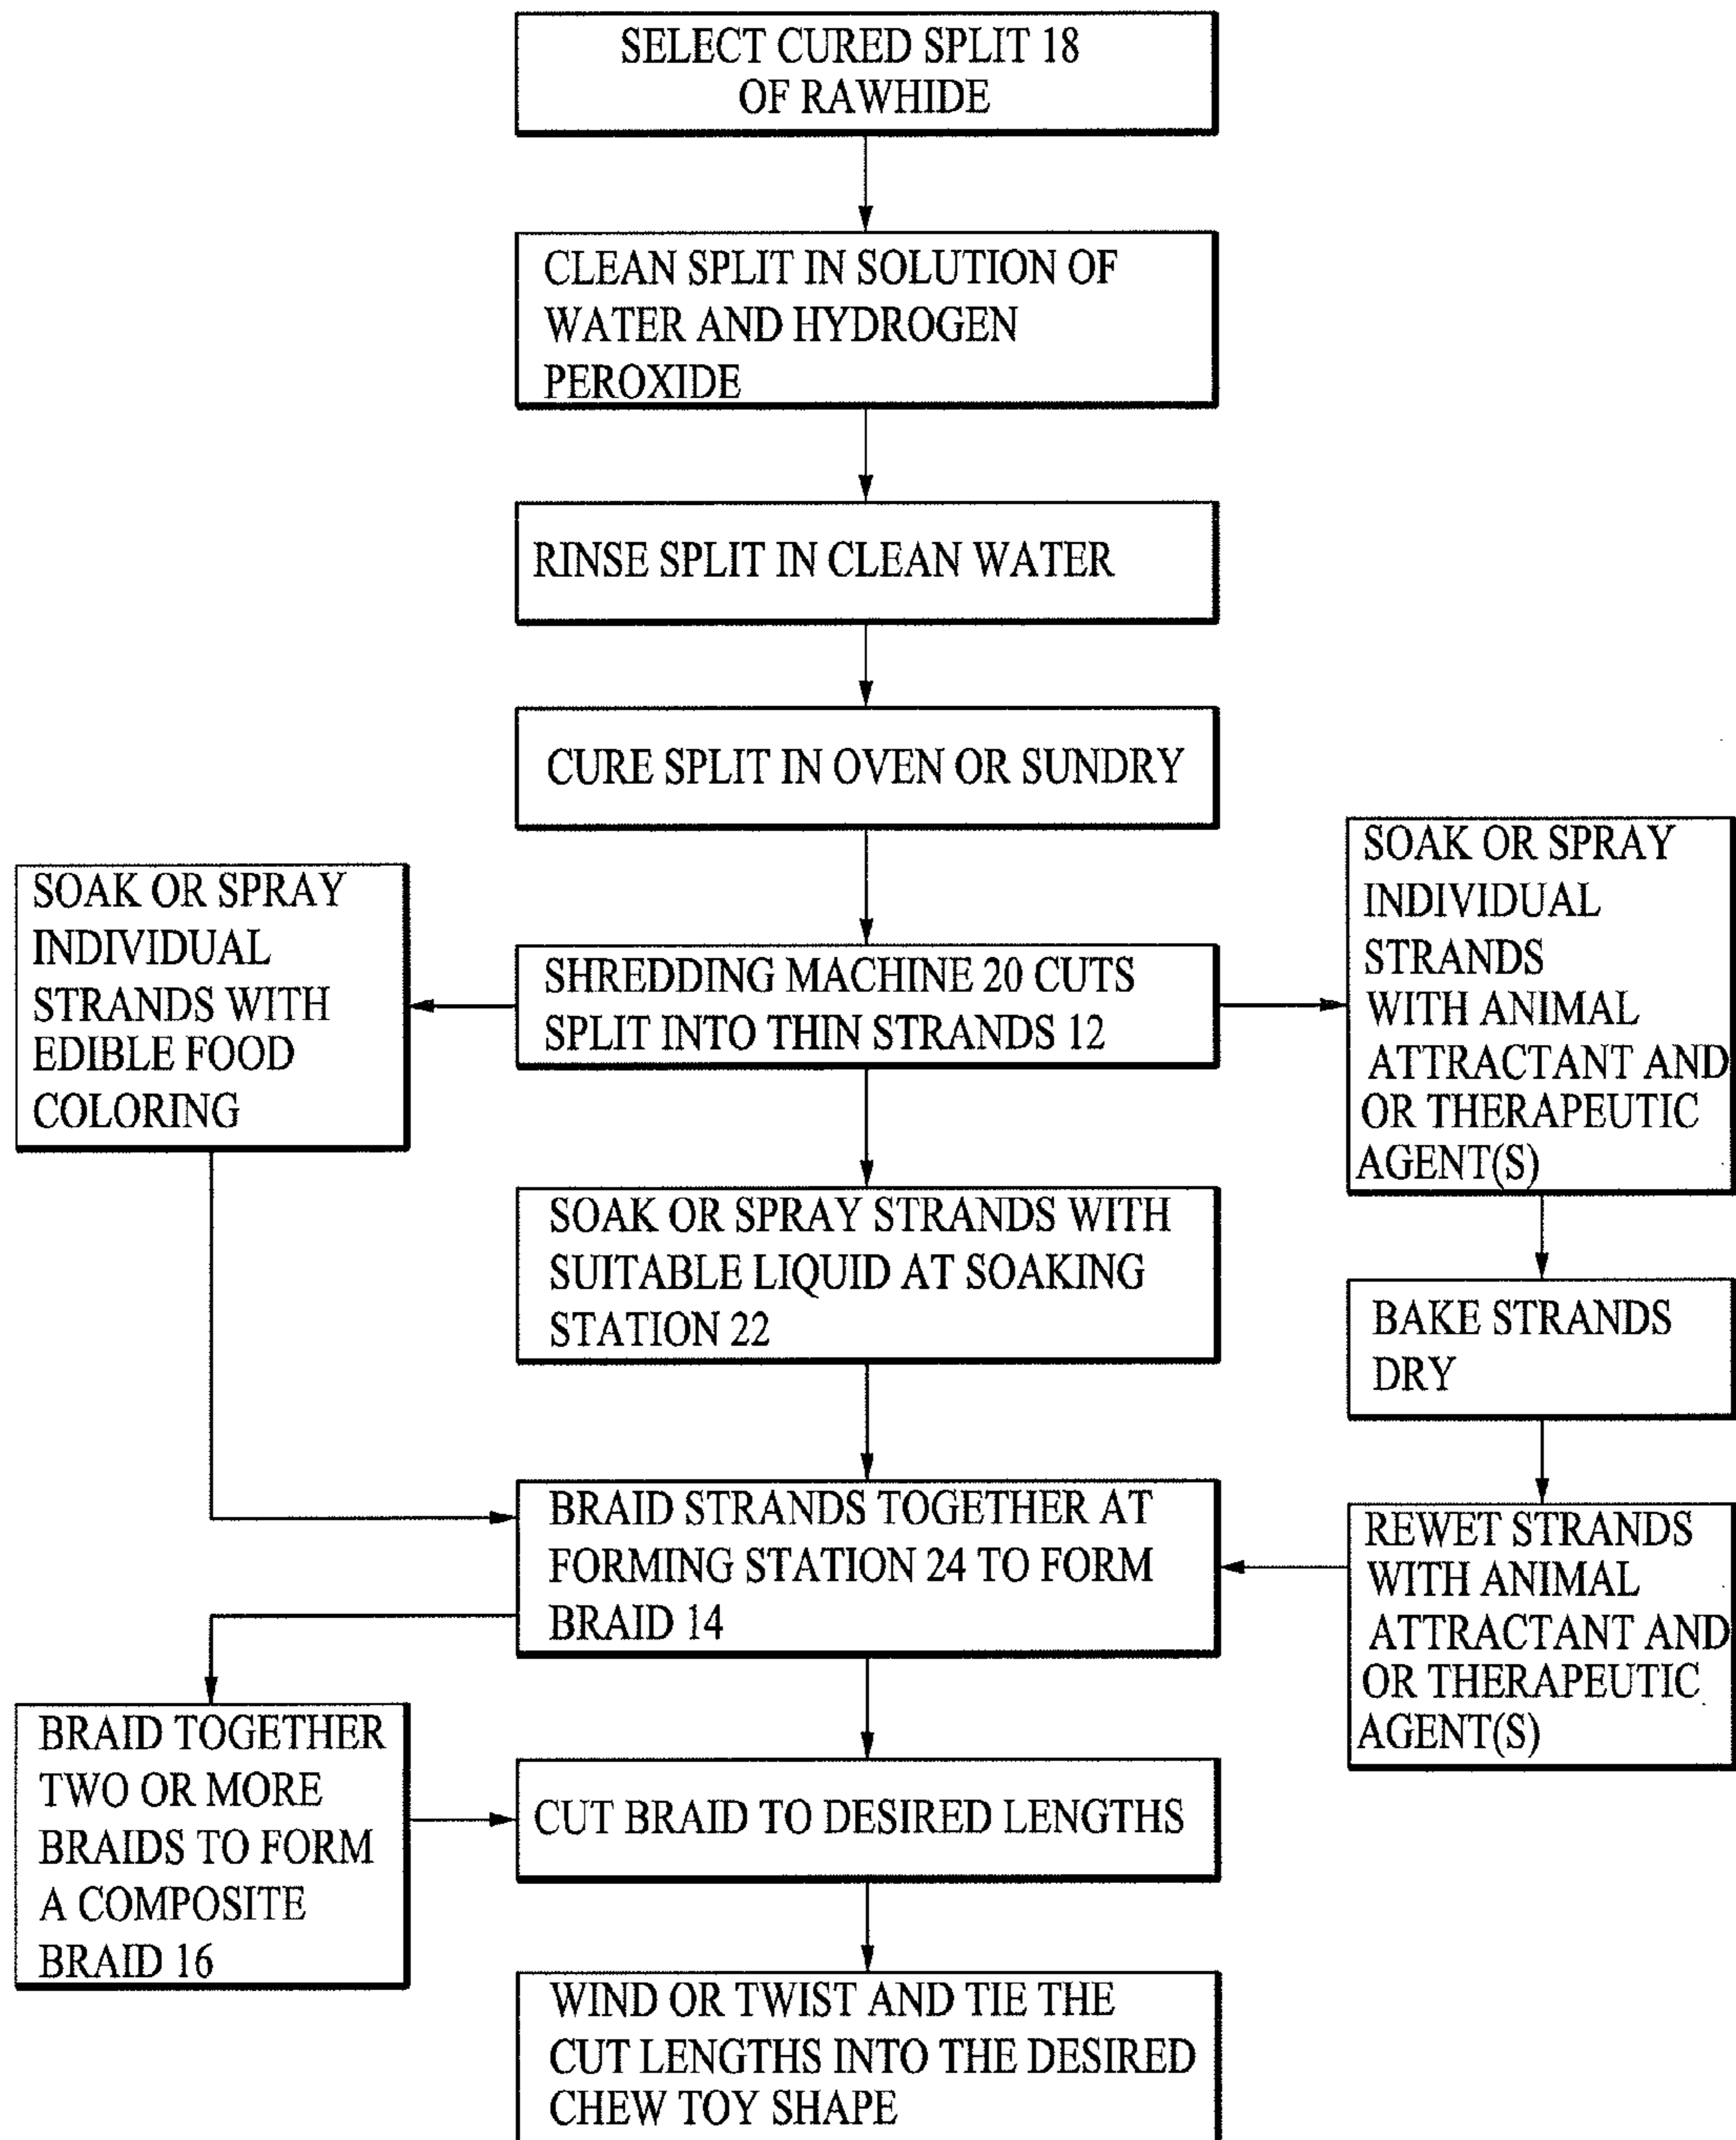 SELECT CURED SPLIT 18
OF RAWHIDE
CLEAN SPLIT IN SOLUTION OF
WATER AND HYDROGEN
PEROXIDE
RINSE SPLIT IN CLEAN WATER
CURE SPLIT IN OVEN OR SUNDRY
SHREDDING MACHINE 20 CUTS
SPLIT INTO THIN STRANDS 12
SOAK OR SPRAY
INDIVIDUAL
STRANDS WITH
EDIBLE FOOD
COLORING
SOAK OR SPRAY
INDIVIDUAL
STRANDS
WITH ANIMAL
ATTRACTANT AND
OR THERAPEUTIC
AGENT(S)
SOAK OR SPRAY STRANDS WITH
SUITABLE LIQUID AT SOAKING
STATION 22
BAKE STRANDS
DRY
REWET STRANDS
WITH ANIMAL
ATTRACTANT AND
OR THERAPEUTIC
AGENT(S)
BRAID STRANDS TOGETHER AT
FORMING STATION 24 TO FORM
BRAID 14
BRAID TOGETHER
TWO OR MORE
BRAIDS TO FORM
A COMPOSITE
BRAID 16
CUT BRAID TO DESIRED LENGTHS
WIND OR TWIST AND TIE THE
CUT LENGTHS INTO THE DESIRED
CHEW TOY SHAPE